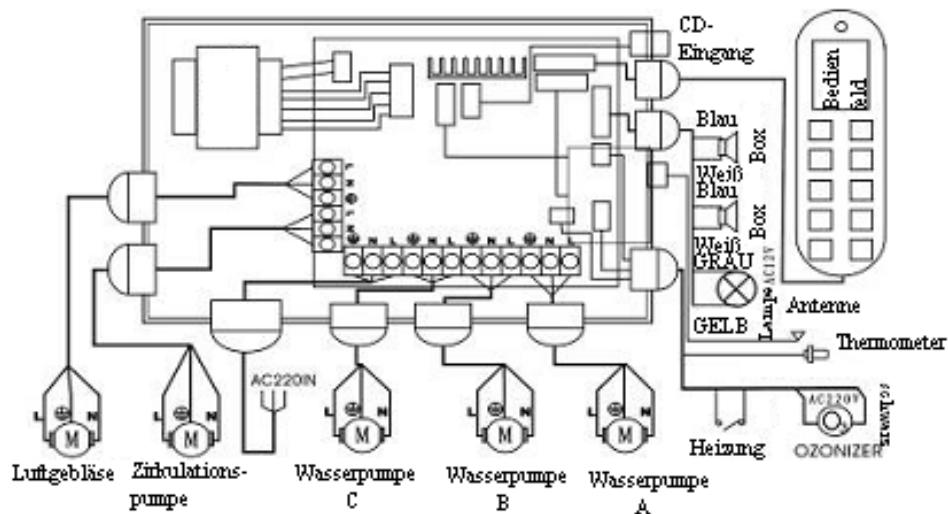 CD-
Eingang
Bedien
feld
Blau
Weiß
Box
Blau
Weiß
Box
GRAU
GELB
Lampe AC12V
Antenne
Thermometer
L
N
L
N
N
L
N
L
N
L
N
L
AC220IN
L
N
M
L
N
M
L
N
M
L
N
M
L
N
M
Luftgebläse
Zirkulations-
pumpe
Wasserpumpe
C
Wasserpumpe
B
Wasserpumpe
A
Heizung
AC220V
OZONIZER
schwarz